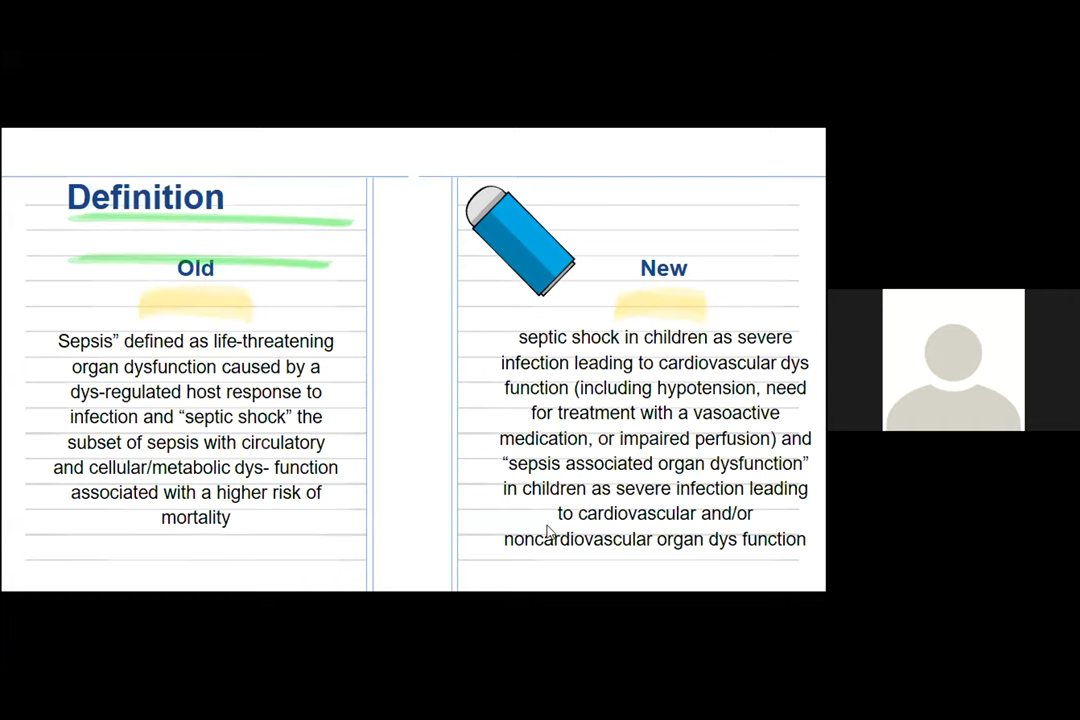 Definition
Old
Sepsis” defined as life-threatening
organ dysfunction caused by a
dys-regulated host response to
infection and “septic shock” the
subset of sepsis with circulatory
and cellular/metabolic dys- function
associated with a higher risk of
mortality
New
septic shock in children as severe
infection leading to cardiovascular dys
function (including hypotension, need
for treatment with a vasoactive
medication, or impaired perfusion) and
“sepsis associated organ dysfunction”
in children as severe infection leading
to cardiovascular and/or
noncardiovascular organ dys function